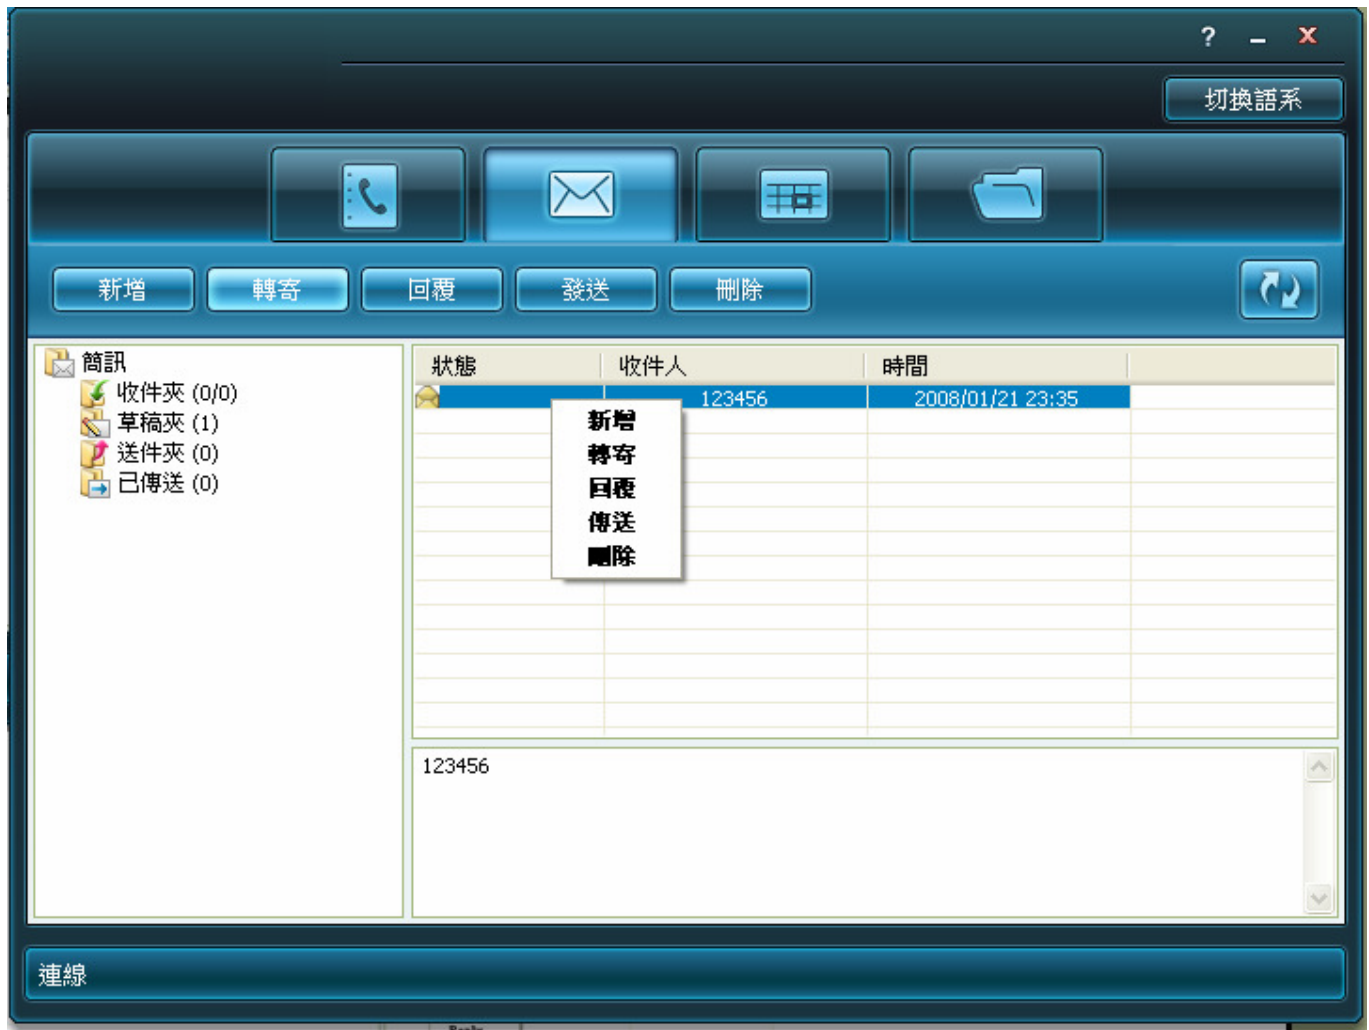 ?
切換語系
新增 轉寄 回覆 發送 刪除
簡訊
收件夾 (0/0)
草稿夾 (1)
送件夾 (0)
已傳送 (0)
狀態 收件人 時間
123456 2008/01/21 23:35
新增
轉寄
回覆
傳送
刪除
123456
連線